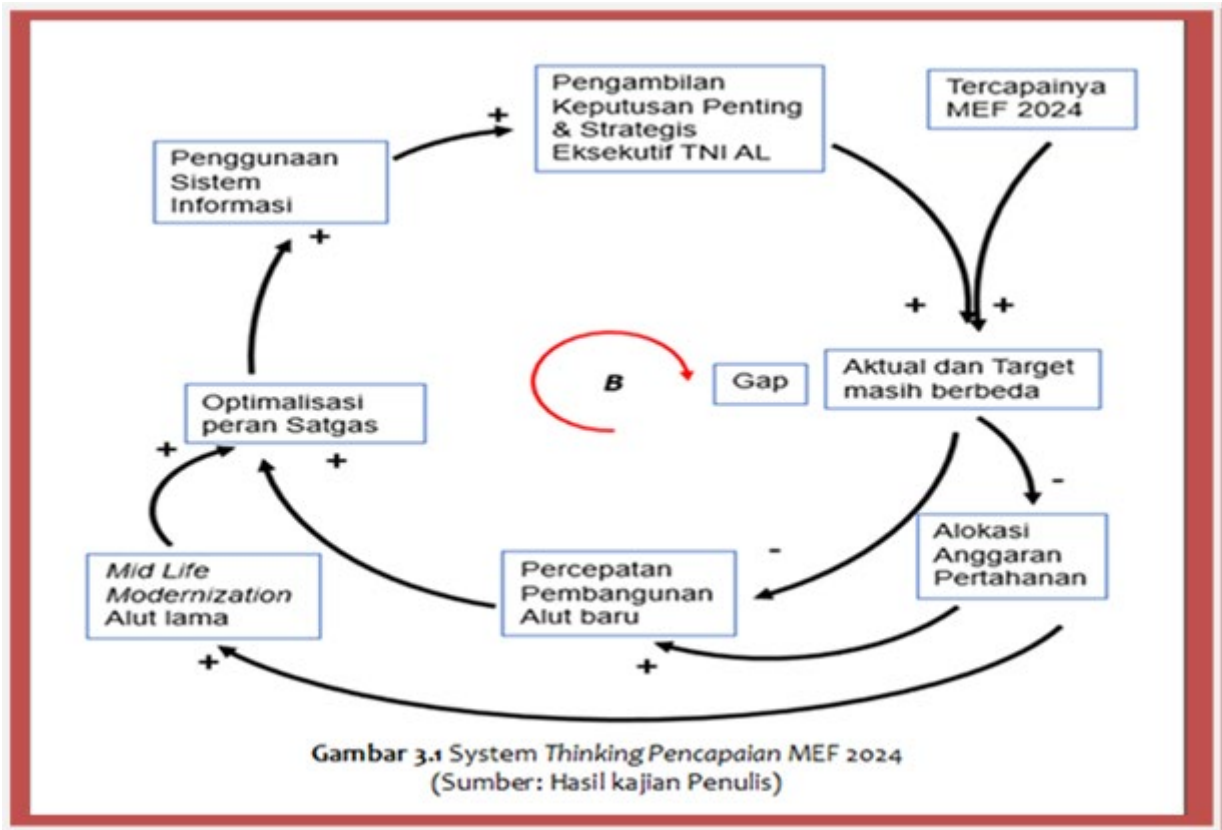 Pengambilan
Keputusan Penting
& Strategis
Eksekutif TNI AL
Tercapainya
MEF 2024
+
Penggunaan
Sistem
Informasi
+
+ +
B
Gap
Aktual dan Target
masih berbeda
Optimalisasi
peran Satgas
+
+
-
Alokasi
Anggaran
Pertahanan
-
Percepatan
Pembangunan
Alut baru
+
Mid Life
Modernization
Alut lama
+
Gambar 3.1 System Thinking Pencapaian MEF 2024
(Sumber: Hasil kajian Penulis)